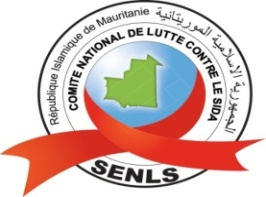 République Islamique de Mauritanie
الجمهورية الإسلامية الموريتانية
COMITE NATIONAL DE LUTTE CONTRE LE SIDA
SENLS